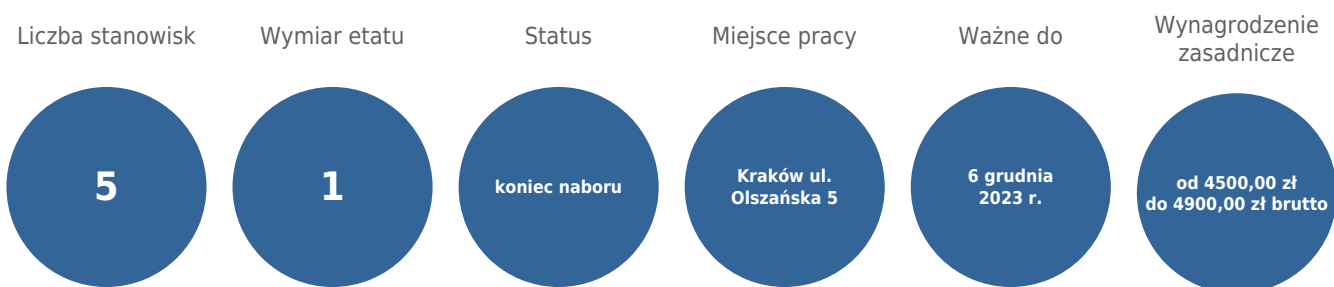 Liczba stanowisk
5
Wymiar etatu
1
Status
koniec naboru
Miejsce pracy
Kraków ul.
Olszańska 5
Ważne do
6 grudnia
2023 r.
Wynagrodzenie
zasadnicze
od 4500,00 zł
do 4900,00 zł brutto